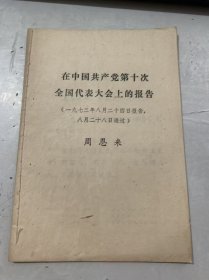 在中国共产党第十次
全国代表大会上的报告
（一九七三年八月二十四日报告，
八月二十八日通过）
周恩来